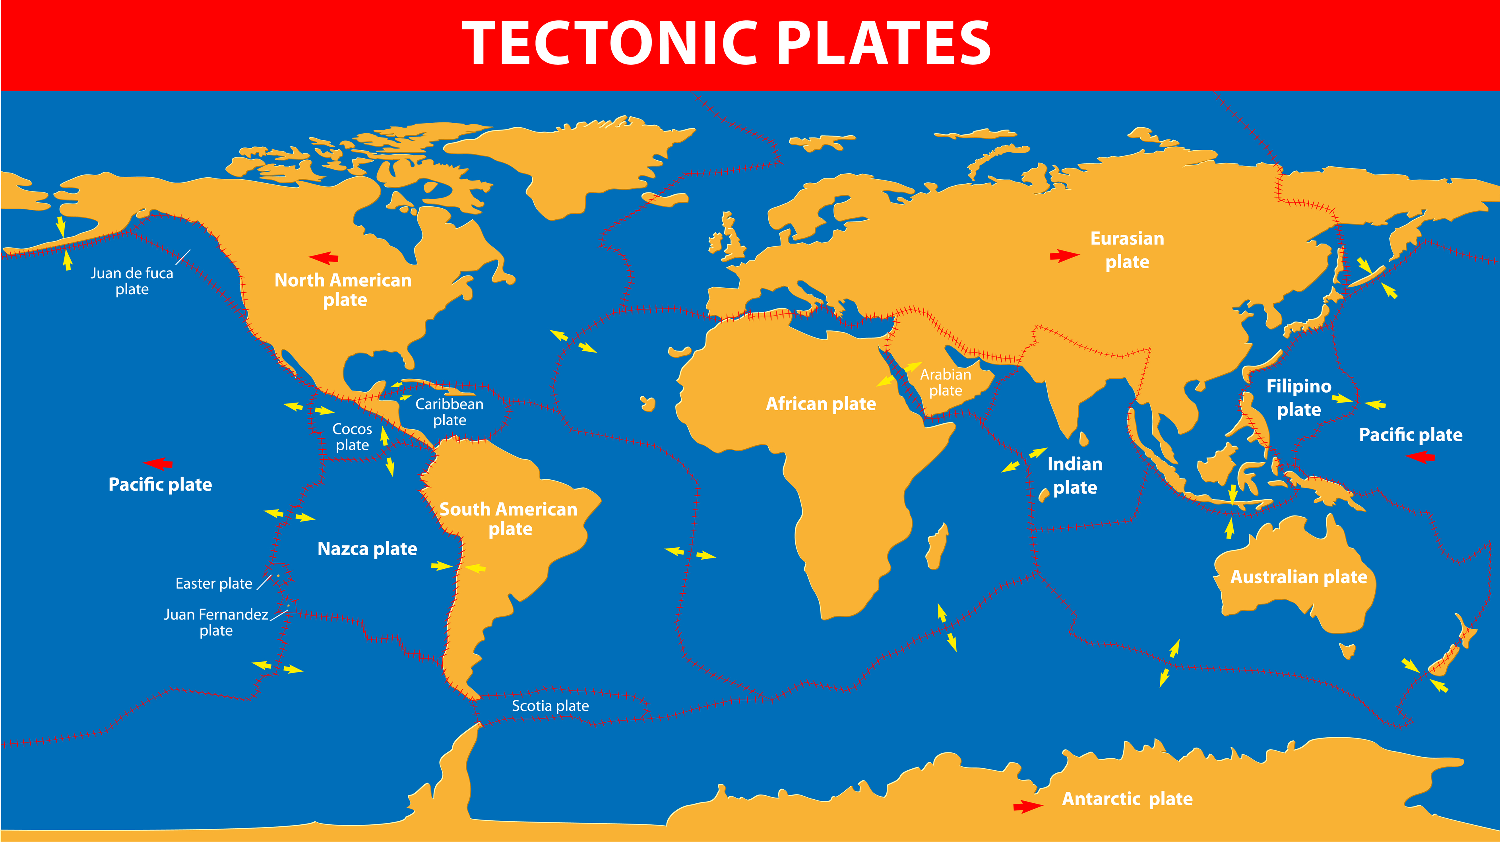 TECTONIC PLATES
Eurasian
plate
Juan de fuca
plate
North American
plate
Arabian
plate
Filipino
plate
African plate
Caribbean
plate
Cocos
plate
Pacific plate
Indian
plate
Pacific plate
South American
plate
Nazca plate
Easter plate
Australian plate
Juan Fernandez
plate
Scotia plate
Antarctic plate